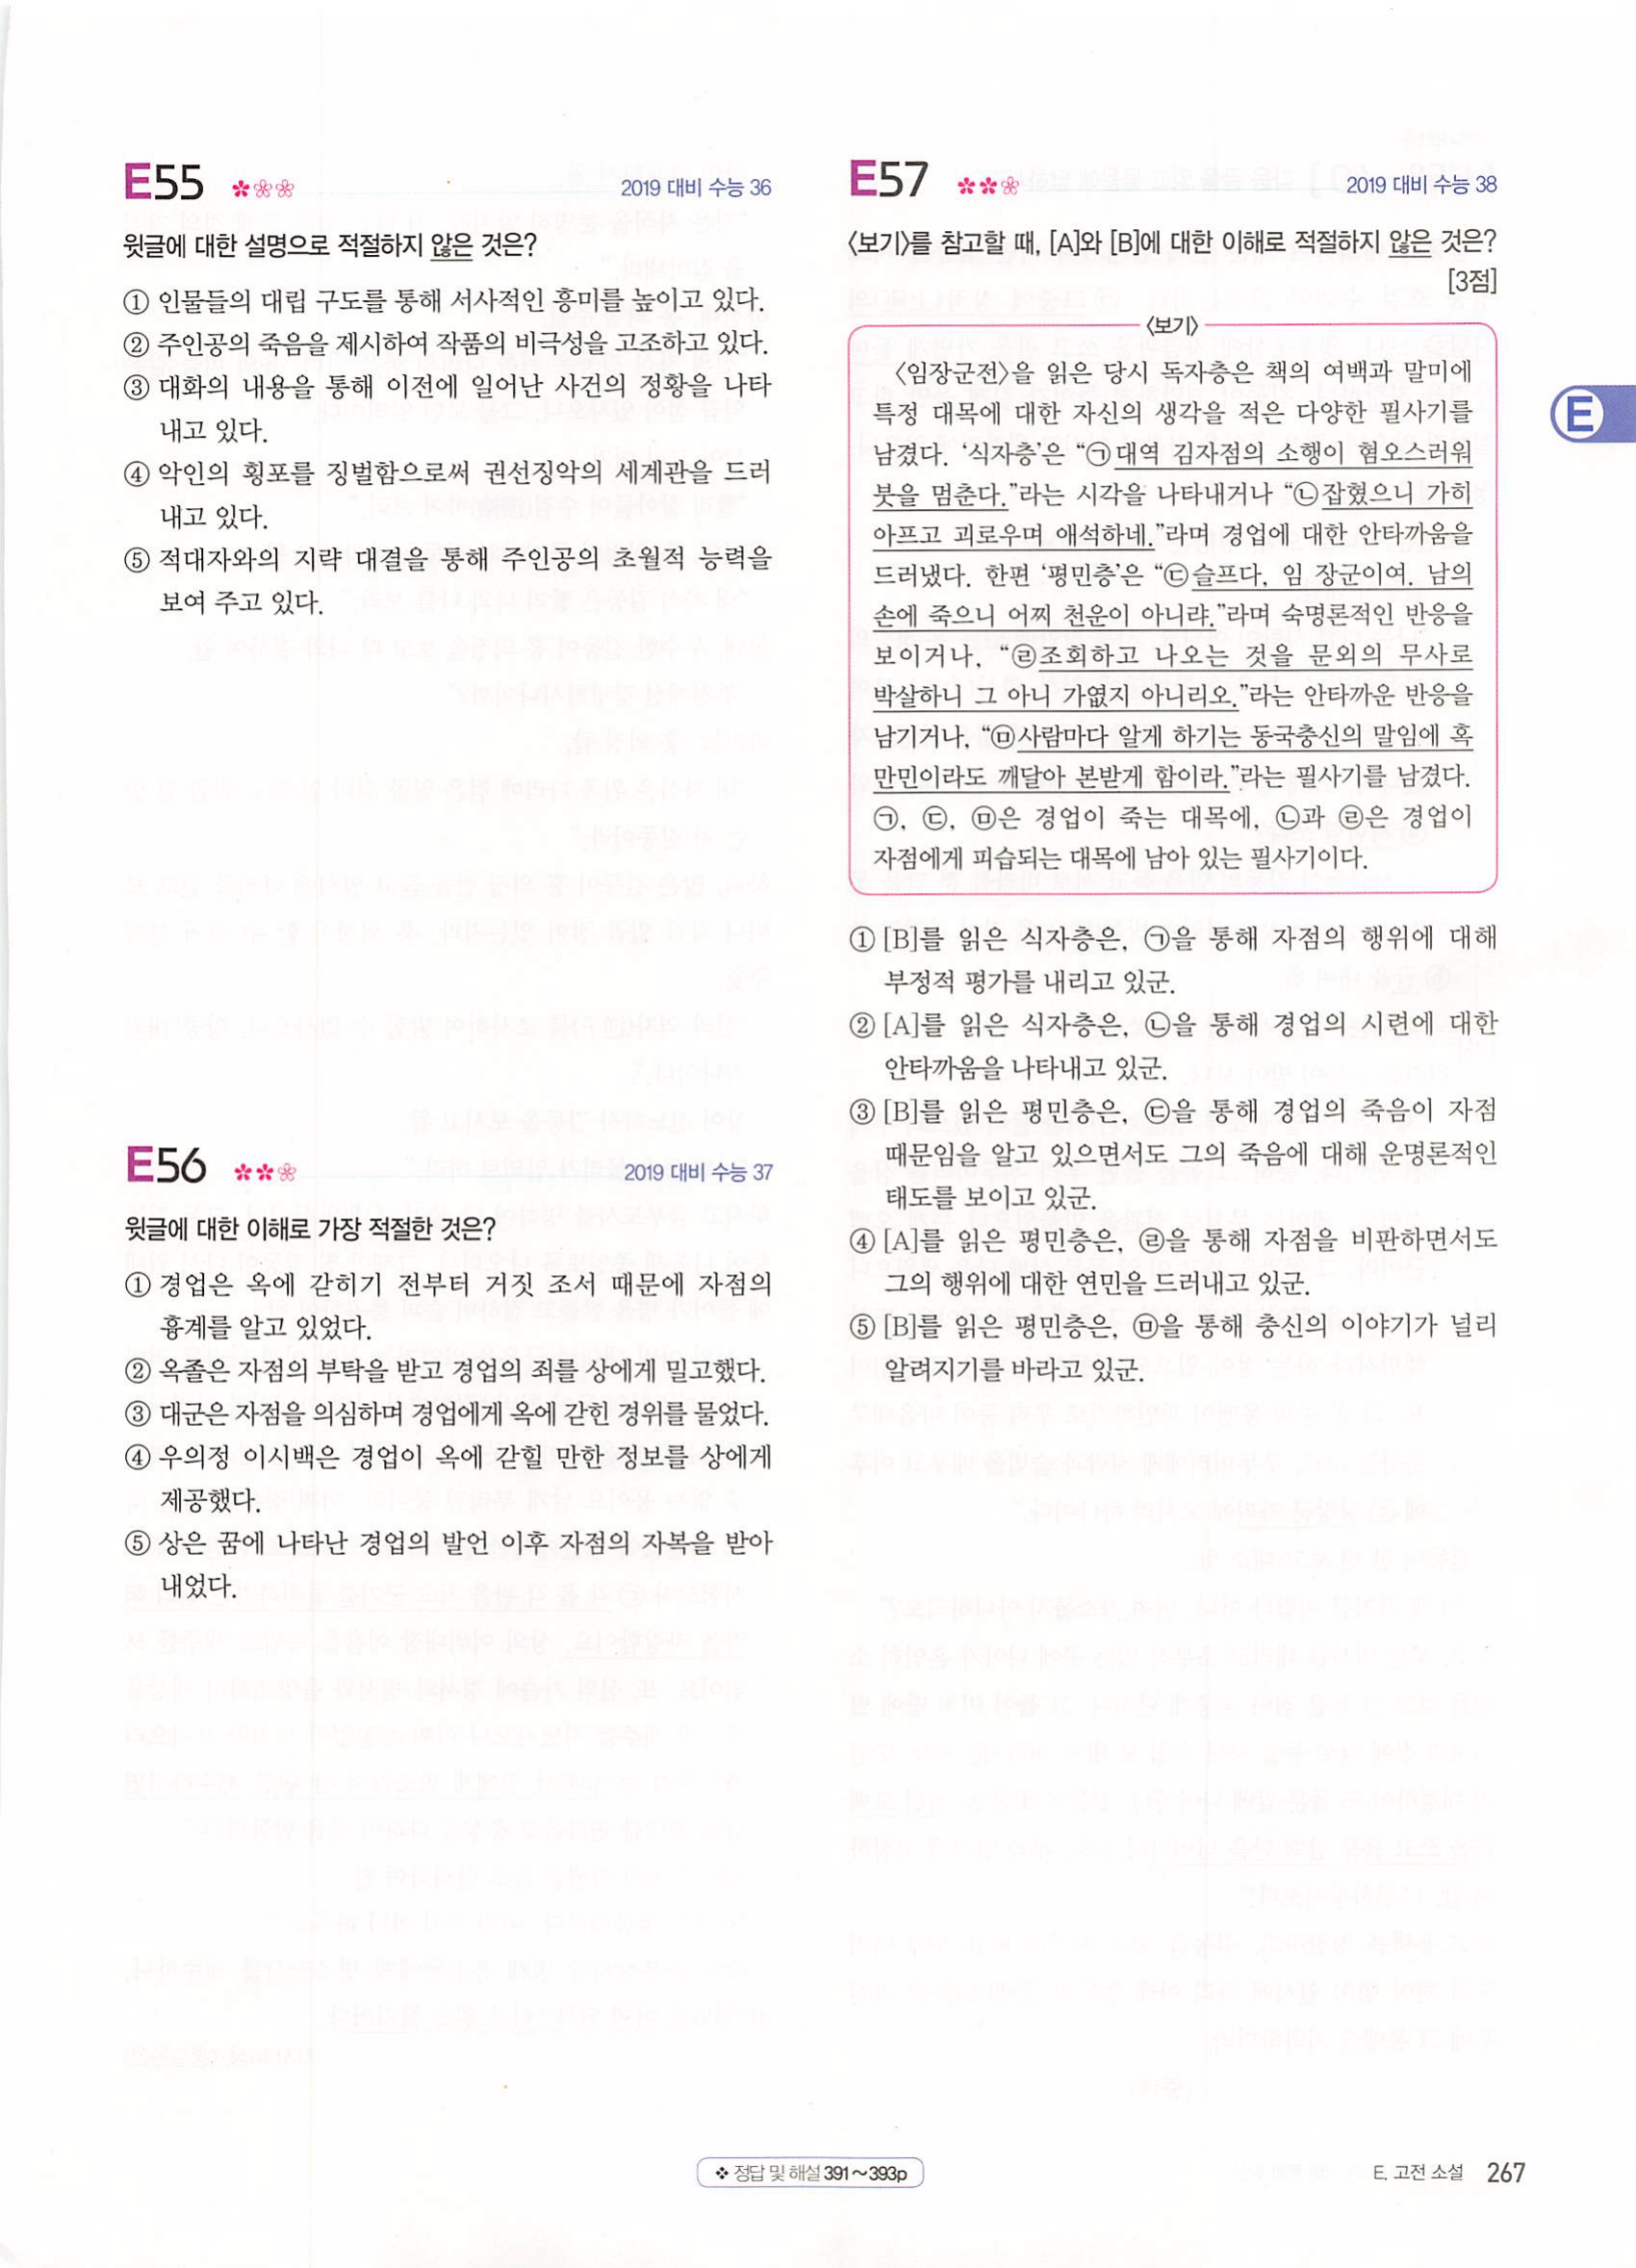 E55
2019 대비 수능 36
윗글에 대한 설명으로 적절하지 않은 것은?
① 인물들의 대립 구도를 통해 서사적인 흥미를 높이고 있다.
② 주인공의 죽음을 제시하여 작품의 비극성을 고조하고 있다.
③ 대화의 내용을 통해 이전에 일어난 사건의 정황을 나타
내고 있다.
④ 악인의 횡포를 징벌함으로써 권선징악의 세계관을 드러
내고 있다.
⑤ 적대자와의 지략 대결을 통해 주인공의 초월적 능력을
보여 주고 있다.
E56
2019 대비 수능 37
윗글에 대한 이해로 가장 적절한 것은?
① 경업은 옥에 갇히기 전부터 거짓 조서 때문에 자점의
흉계를 알고 있었다.
② 옥졸은 자점의 부탁을 받고 경업의 죄를 상에게 밀고했다.
③ 대군은 자점을 의심하며 경업에게 옥에 갇힌 경위를 물었다.
④ 우의정 이시백은 경업이 옥에 갇힐 만한 정보를 상에게
제공했다.
⑤ 상은 꿈에 나타난 경업의 발언 이후 자점의 자복을 받아
내었다.
E57
2019 대비 수능 38
〈보기〉를 참고할 때, [A]와 [B]에 대한 이해로 적절하지 않은 것은?
[3점]
〈보기〉
〈임장군전〉을 읽은 당시 독자층은 책의 여백과 말미에
특정 대목에 대한 자신의 생각을 적은 다양한 필사기를
남겼다. ‘식자층’은 “㉠대역 김자점의 소행이 혐오스러워
붓을 멈춘다.”라는 시각을 나타내거나 “㉡잡혔으니 가히
아프고 괴로우며 애석하네.”라며 경업에 대한 안타까움을
드러냈다. 한편 ‘평민층’은 “㉢슬프다, 임 장군이여. 남의
손에 죽으니 어찌 천운이 아니랴.”라며 숙명론적인 반응을
보이거나, “㉣조회하고 나오는 것을 문외의 무사로
박살하니 그 아니 가엾지 아니리오.”라는 안타까운 반응을
남기거나, “㉤사람마다 알게 하기는 동국충신의 말임에 혹
만민이라도 깨달아 본받게 함이라.”라는 필사기를 남겼다.
㉠, ㉢, ㉤은 경업이 죽는 대목에, ㉡과 ㉣은 경업이
자점에게 피습되는 대목에 남아 있는 필사기이다.
① [B]를 읽은 식자층은, ㉠을 통해 자점의 행위에 대해
부정적 평가를 내리고 있군.
② [A]를 읽은 식자층은, ㉡을 통해 경업의 시련에 대한
안타까움을 나타내고 있군.
③ [B]를 읽은 평민층은, ㉢을 통해 경업의 죽음이 자점
때문임을 알고 있으면서도 그의 죽음에 대해 운명론적인
태도를 보이고 있군.
④ [A]를 읽은 평민층은, ㉣을 통해 자점을 비판하면서도
그의 행위에 대한 연민을 드러내고 있군.
⑤ [B]를 읽은 평민층은, ㉤을 통해 충신의 이야기가 널리
알려지기를 바라고 있군.
E
❖ 정답 및 해설 391～393p
E. 고전 소설 267